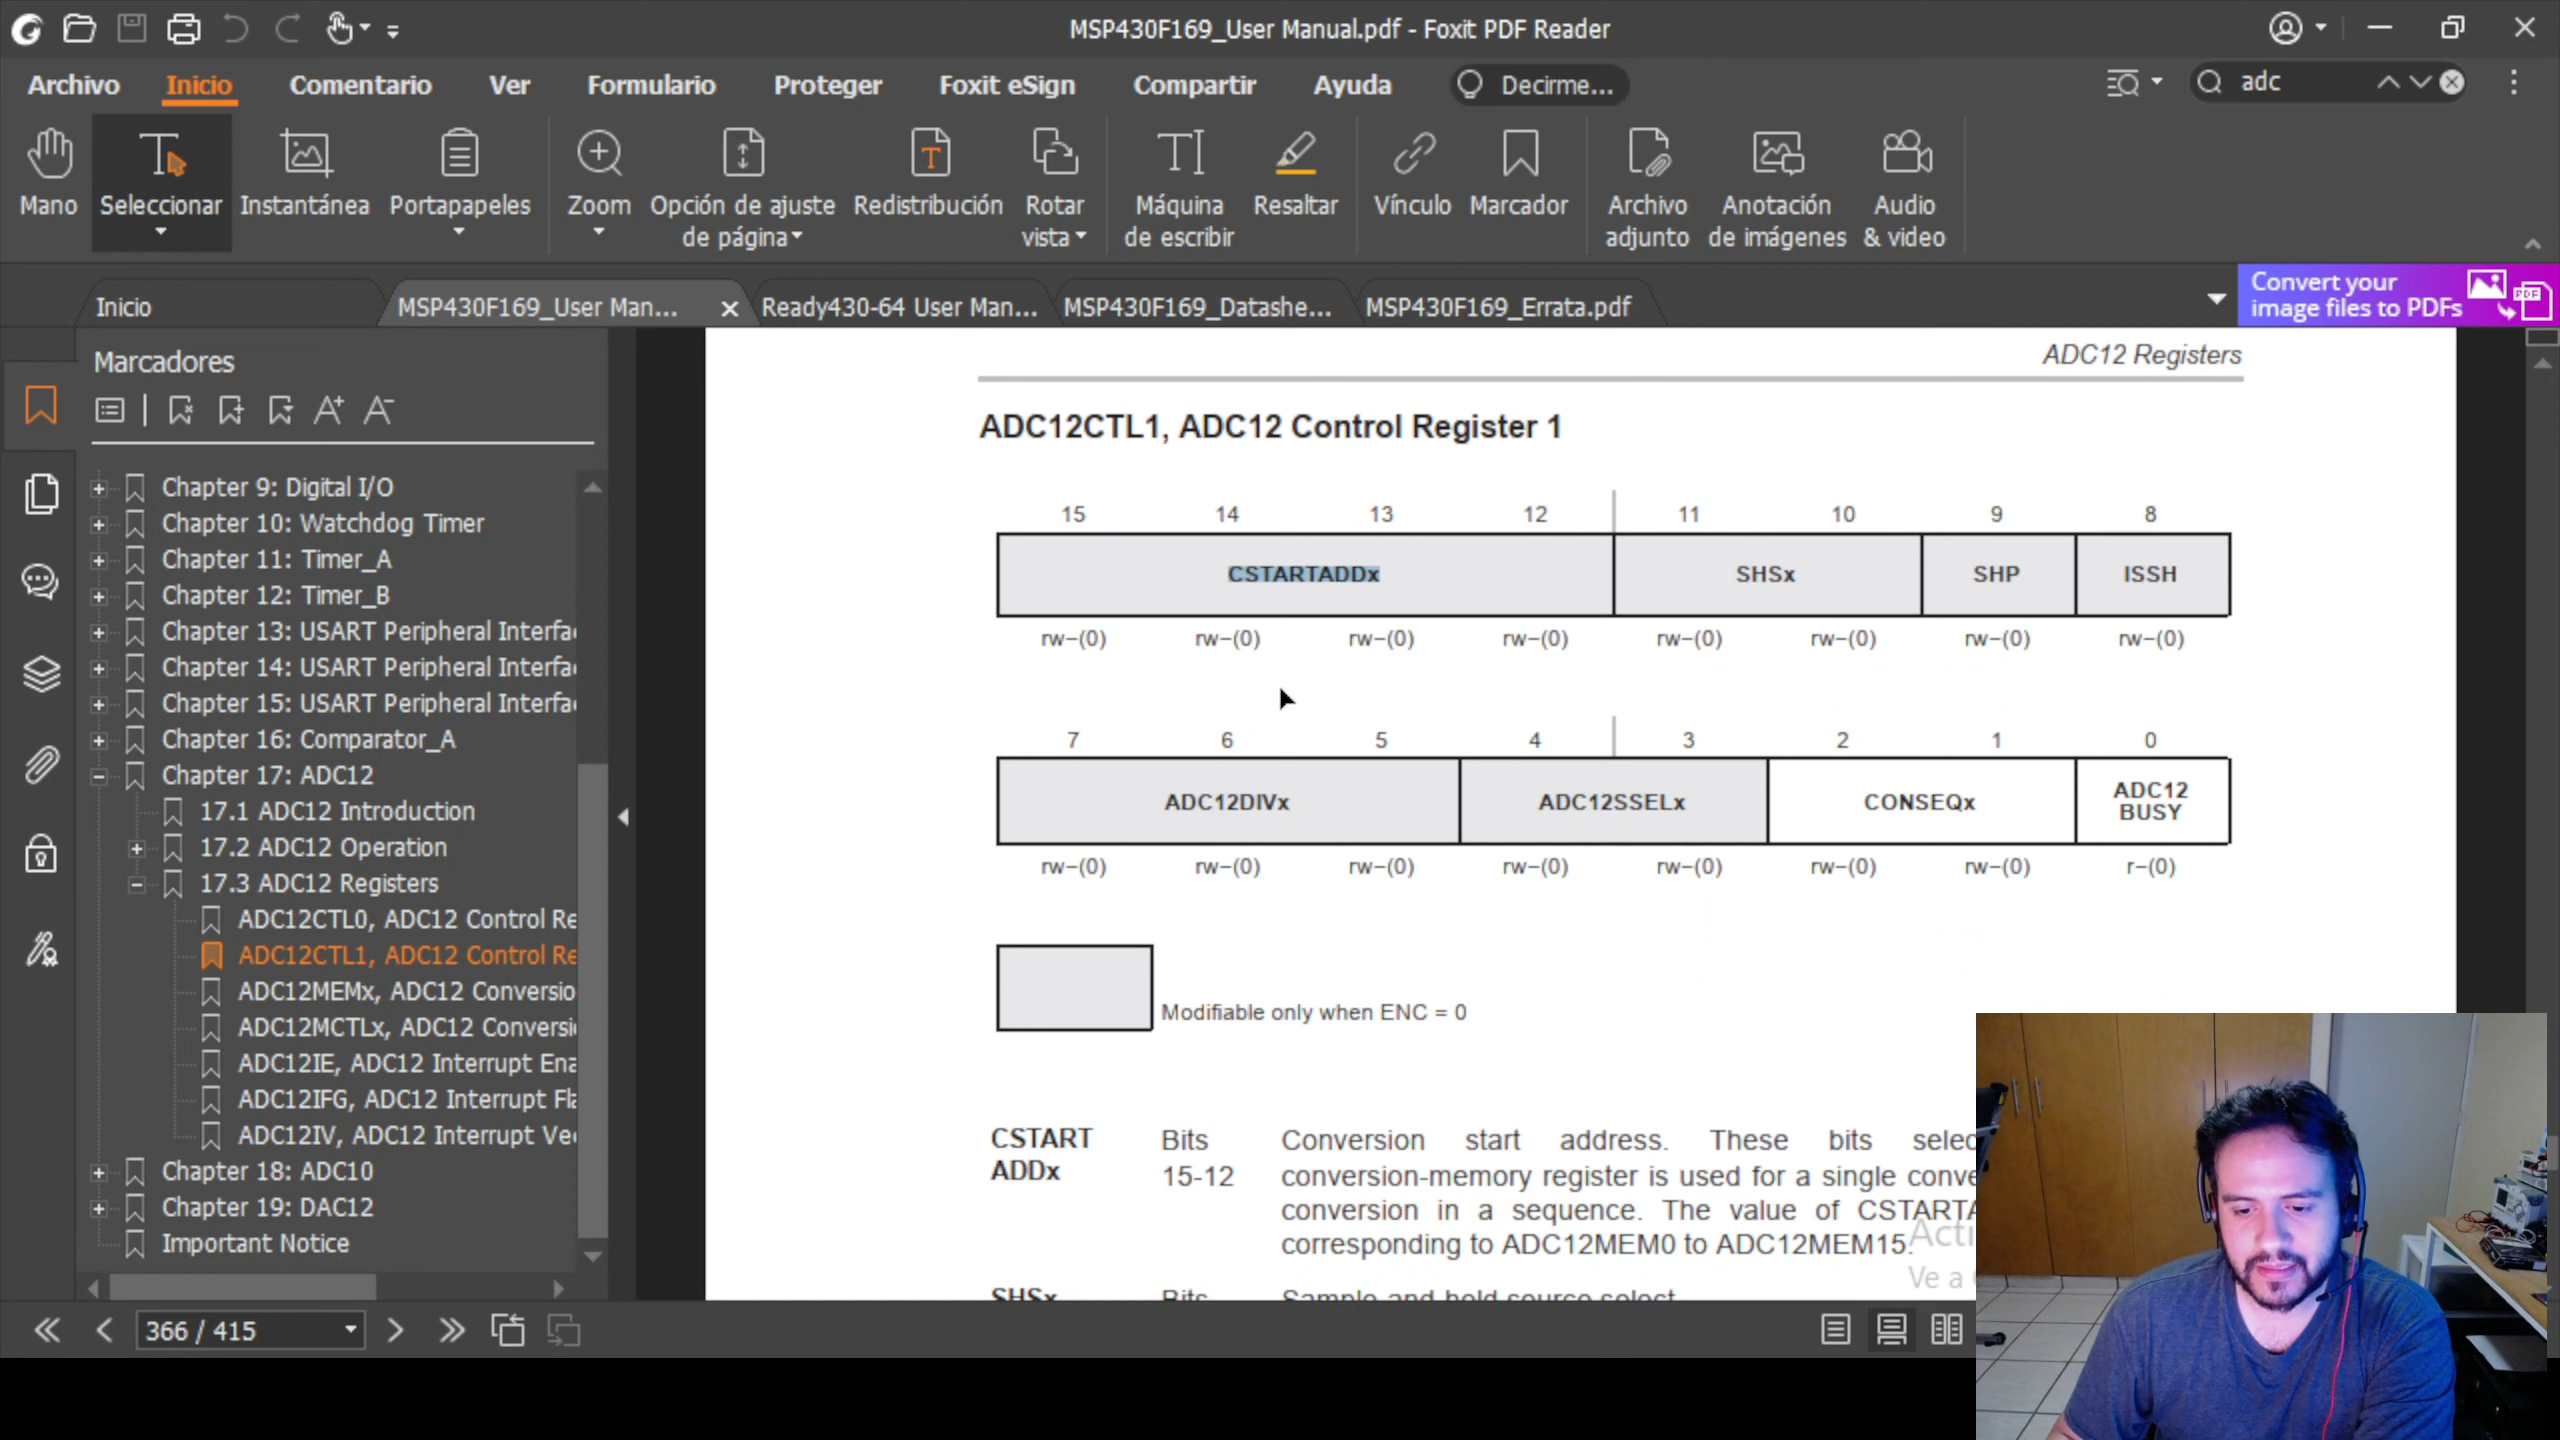 MSP430F169_User Manual.pdf - Foxit PDF Reader
Archivo Inicio Comentario Ver Formulario Proteger Foxit eSign Compartir Ayuda Decirme... adc
Mano Seleccionar Instantánea Portapapeles Zoom Opción de ajuste de página Redistribución Rotar vista Máquina de escribir Resaltar Vínculo Marcador Archivo adjunto Anotación de imágenes Audio & video
Inicio MSP430F169_User Man... Ready430-64 User Man... MSP430F169_Datashe... MSP430F169_Errata.pdf
Convert your
image files to PDFs
Marcadores
Chapter 9: Digital I/O
Chapter 10: Watchdog Timer
Chapter 11: Timer_A
Chapter 12: Timer_B
Chapter 13: USART Peripheral Interfa
Chapter 14: USART Peripheral Interfa
Chapter 15: USART Peripheral Interfa
Chapter 16: Comparator_A
Chapter 17: ADC12
17.1 ADC12 Introduction
17.2 ADC12 Operation
17.3 ADC12 Registers
ADC12CTL0, ADC12 Control Re
ADC12CTL1, ADC12 Control Re
ADC12MEMx, ADC12 Conversio
ADC12MCTLx, ADC12 Conversi
ADC12IE, ADC12 Interrupt Ena
ADC12IFG, ADC12 Interrupt Fla
ADC12IV, ADC12 Interrupt Ve
Chapter 18: ADC10
Chapter 19: DAC12
Important Notice
366 / 415
ADC12 Registers
ADC12CTL1, ADC12 Control Register 1
15 14 13 12 11 10 9 8
CSTARTADDx SHSx SHP ISSH
rw–(0) rw–(0) rw–(0) rw–(0) rw–(0) rw–(0) rw–(0) rw–(0)
7 6 5 4 3 2 1 0
ADC12DIVx ADC12SSELx CONSEQx ADC12 BUSY
rw–(0) rw–(0) rw–(0) rw–(0) rw–(0) rw–(0) rw–(0) r–(0)
Modifiable only when ENC = 0
CSTART Bits Conversion start address. These bits selec
ADDx 15-12 conversion-memory register is used for a single conve
conversion in a sequence. The value of CSTARTA
corresponding to ADC12MEM0 to ADC12MEM15.
Acti
Ve a
SHSx Bits Sample-and-hold source select